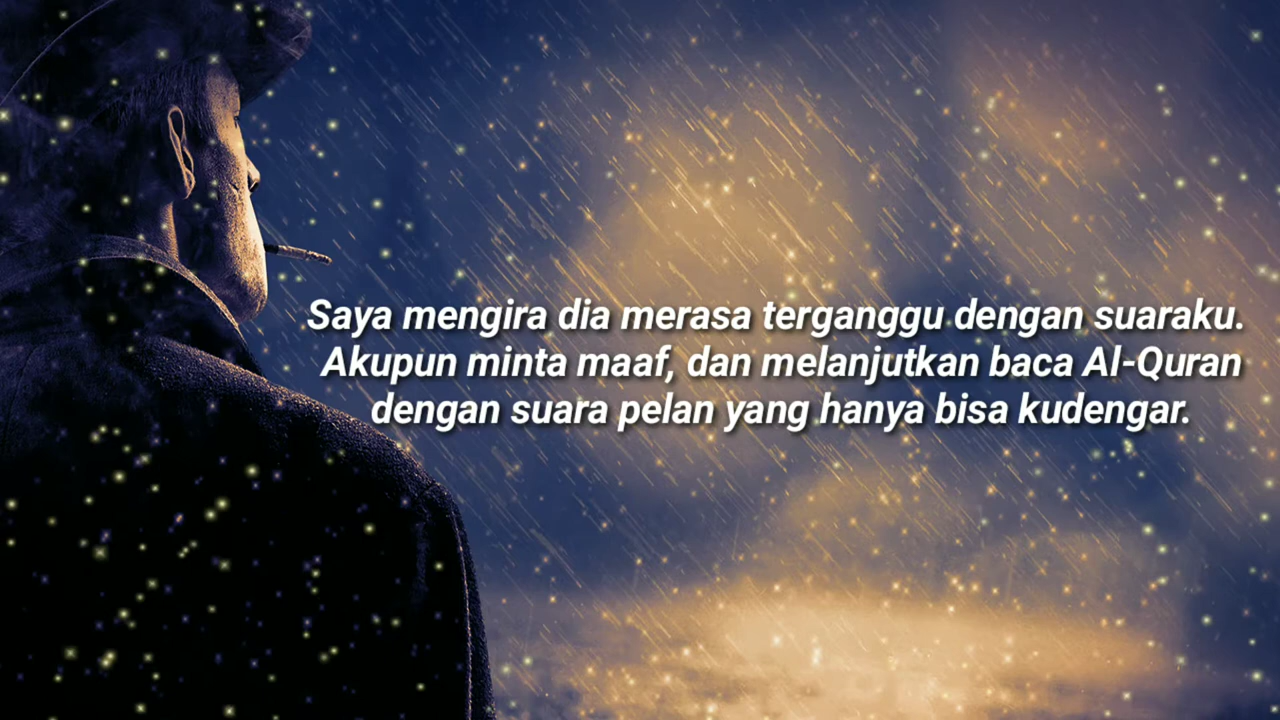 Saya mengira dia merasa terganggu dengan suaraku.
Akupun minta maaf, dan melanjutkan baca Al-Quran
dengan suara pelan yang hanya bisa kudengar.